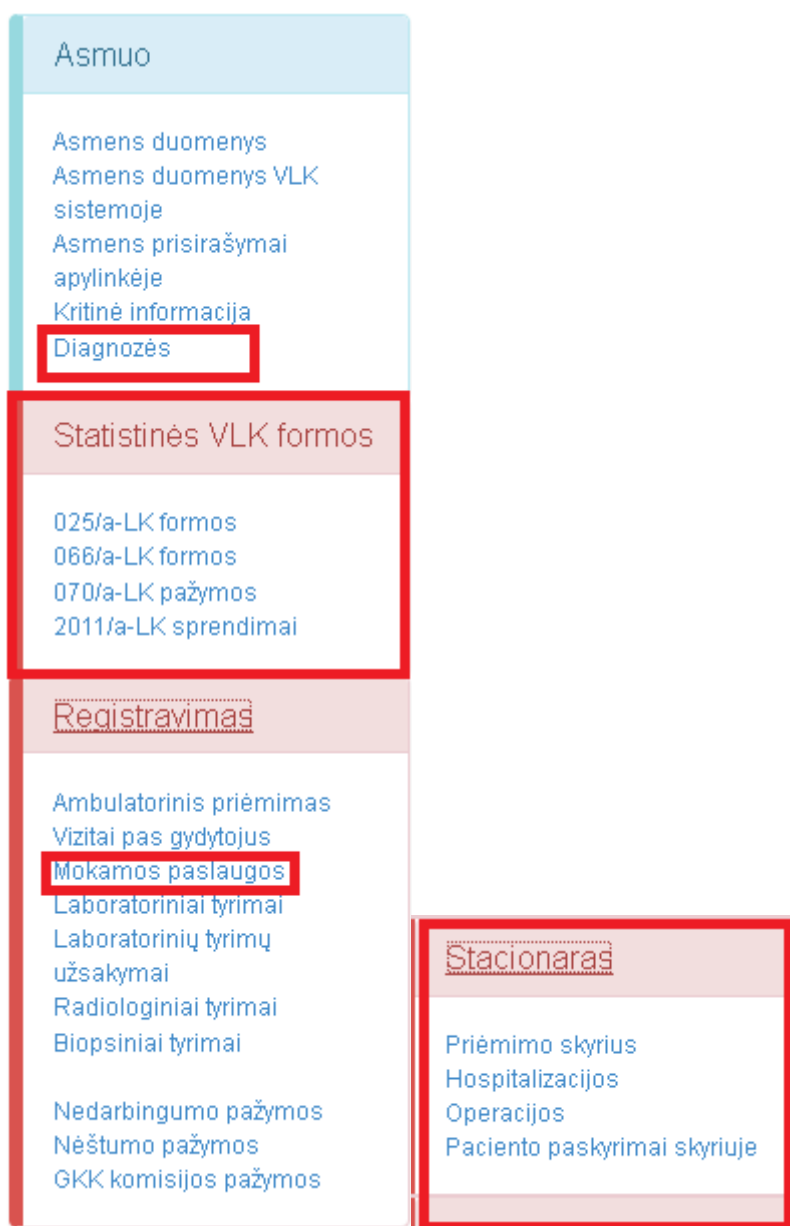 Asmuo
Asmens duomenys
Asmens duomenys VLK
sistemoje
Asmens prisirašymai
apylinkėje
Kritinė informacija
Diagnozės
Statistinės VLK formos
025/a-LK formos
066/a-LK formos
070/a-LK pažymos
2011/a-LK sprendimai
Registravimas
Ambulatorinis priėmimas
Vizitai pas gydytojus
Mokamos paslaugos
Laboratoriniai tyrimai
Laboratorinių tyrimų
užsakymai
Radiologiniai tyrimai
Biopsiniai tyrimai
Nedarbingumo pažymos
Nėštumo pažymos
GKK komisijos pažymos
Stacionaras
Priėmimo skyrius
Hospitalizacijos
Operacijos
Paciento paskyrimai skyriuje